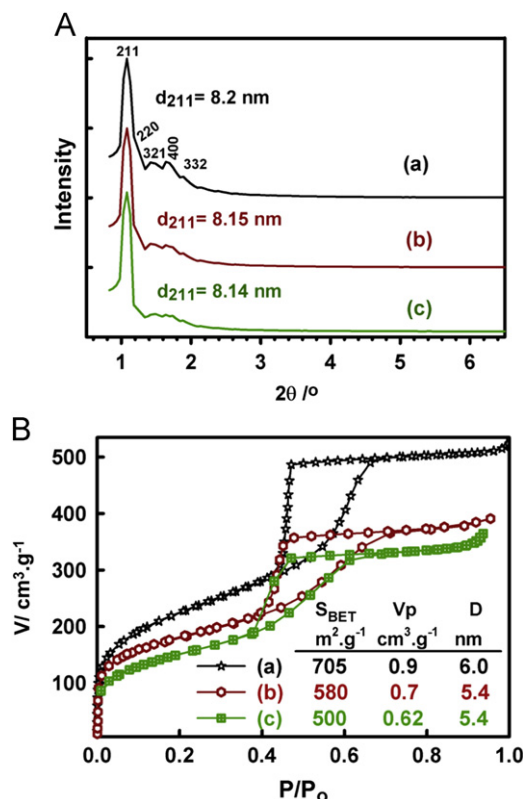 A
211
d211= 8.2 nm
220
321
400
332
(a)
d211= 8.15 nm
(b)
d211= 8.14 nm
(c)
Intensity
1 2 3 4 5 6
2θ /°
B
500
400
300
200
100
V/ cm³.g⁻¹
SBET Vp D
m².g⁻¹ cm³.g⁻¹ nm
(a) 705 0.9 6.0
(b) 580 0.7 5.4
(c) 500 0.62 5.4
0.0 0.2 0.4 0.6 0.8 1.0
P/Po